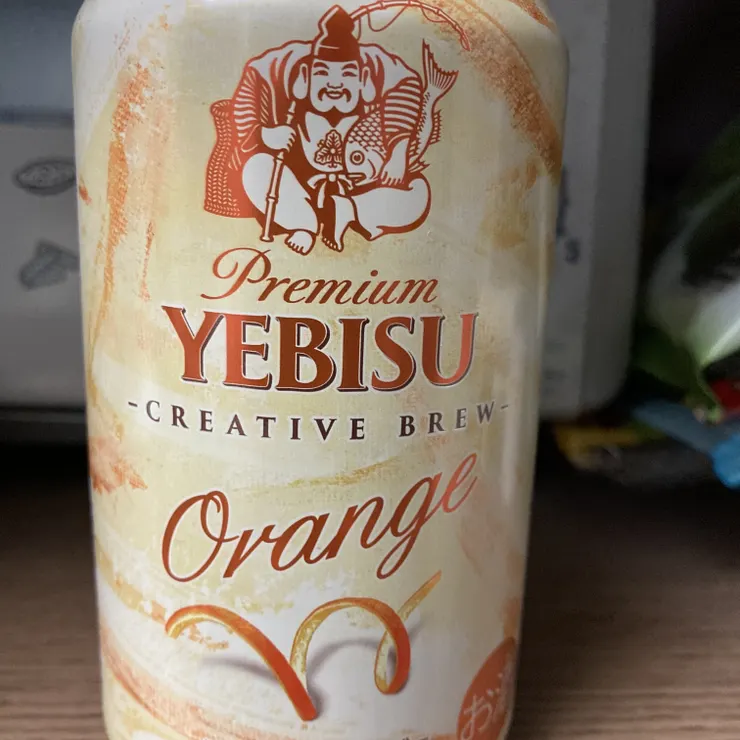 Premium
YEBISU
-CREATIVE BREW-
Orange